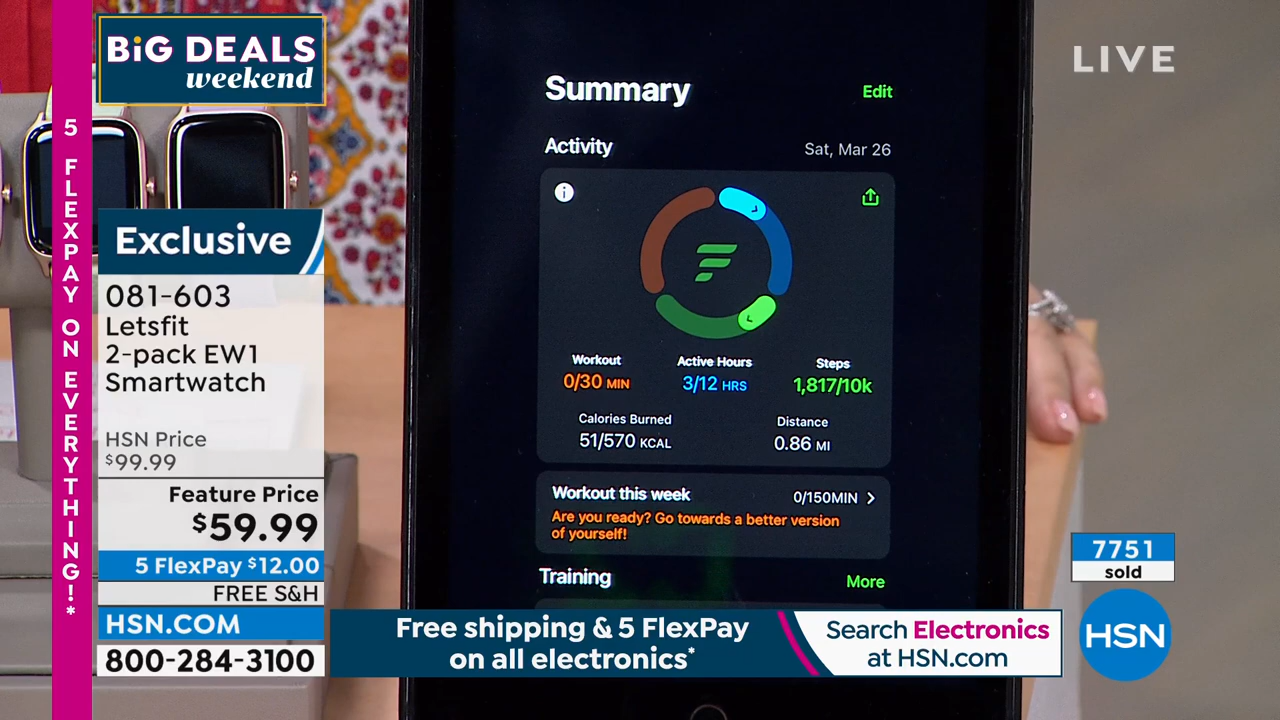 BiG DEALS
weekend
5 FLEXPAY ON EVERYTHING!*
Exclusive
081-603
Letsfit
2-pack EW1
Smartwatch
HSN Price
$99.99
Feature Price
$59.99
5 FlexPay $12.00
FREE S&H
HSN.COM
800-284-3100
Summary
Edit
Activity
Sat, Mar 26
Workout
Active Hours
Steps
0/30 MIN
3/12 HRS
1,817/10k
Calories Burned
Distance
51/570 KCAL
0.86 MI
Workout this week
0/150MIN
Are you ready? Go towards a better version
of yourself!
Training
More
Free shipping & 5 FlexPay
on all electronics*
Search Electronics
at HSN.com
LIVE
7751
sold
HSN